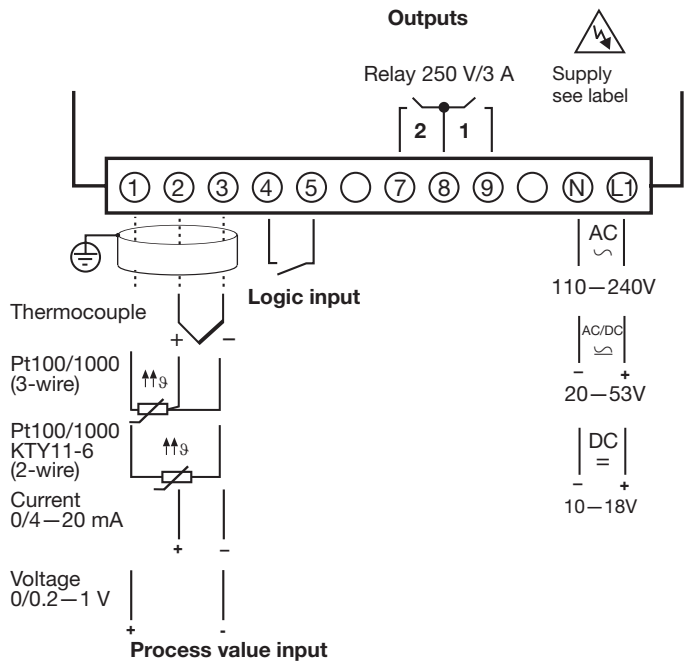 Outputs
Relay 250 V/3 A
Supply
see label
2 1
1 2 3 4 5 7 8 9 N L1
AC
110—240V
Logic input
Thermocouple
+ –
AC/DC
– +
20—53V
Pt100/1000
(3-wire)
ϑ
Pt100/1000
KTY11-6
(2-wire)
ϑ
DC
=
– +
10—18V
Current
0/4—20 mA
+ –
Voltage
0/0.2—1 V
+ -
Process value input